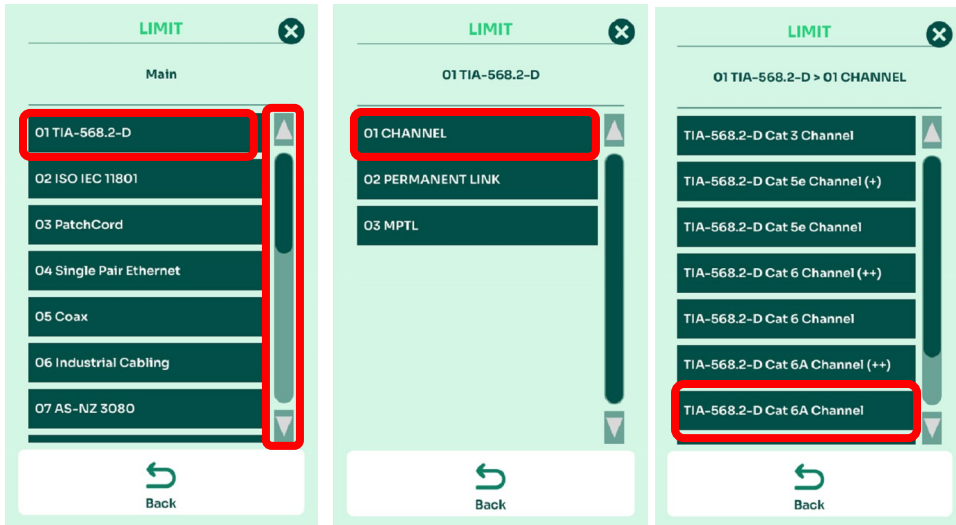 LIMIT
Main
01 TIA-568.2-D
02 ISO IEC 11801
03 PatchCord
04 Single Pair Ethernet
05 Coax
06 Industrial Cabling
07 AS-NZ 3080
Back
LIMIT
01 TIA-568.2-D
01 CHANNEL
02 PERMANENT LINK
03 MPTL
Back
LIMIT
01 TIA-568.2-D > 01 CHANNEL
TIA-568.2-D Cat 3 Channel
TIA-568.2-D Cat 5e Channel (+)
TIA-568.2-D Cat 5e Channel
TIA-568.2-D Cat 6 Channel (++)
TIA-568.2-D Cat 6 Channel
TIA-568.2-D Cat 6A Channel (++)
TIA-568.2-D Cat 6A Channel
Back